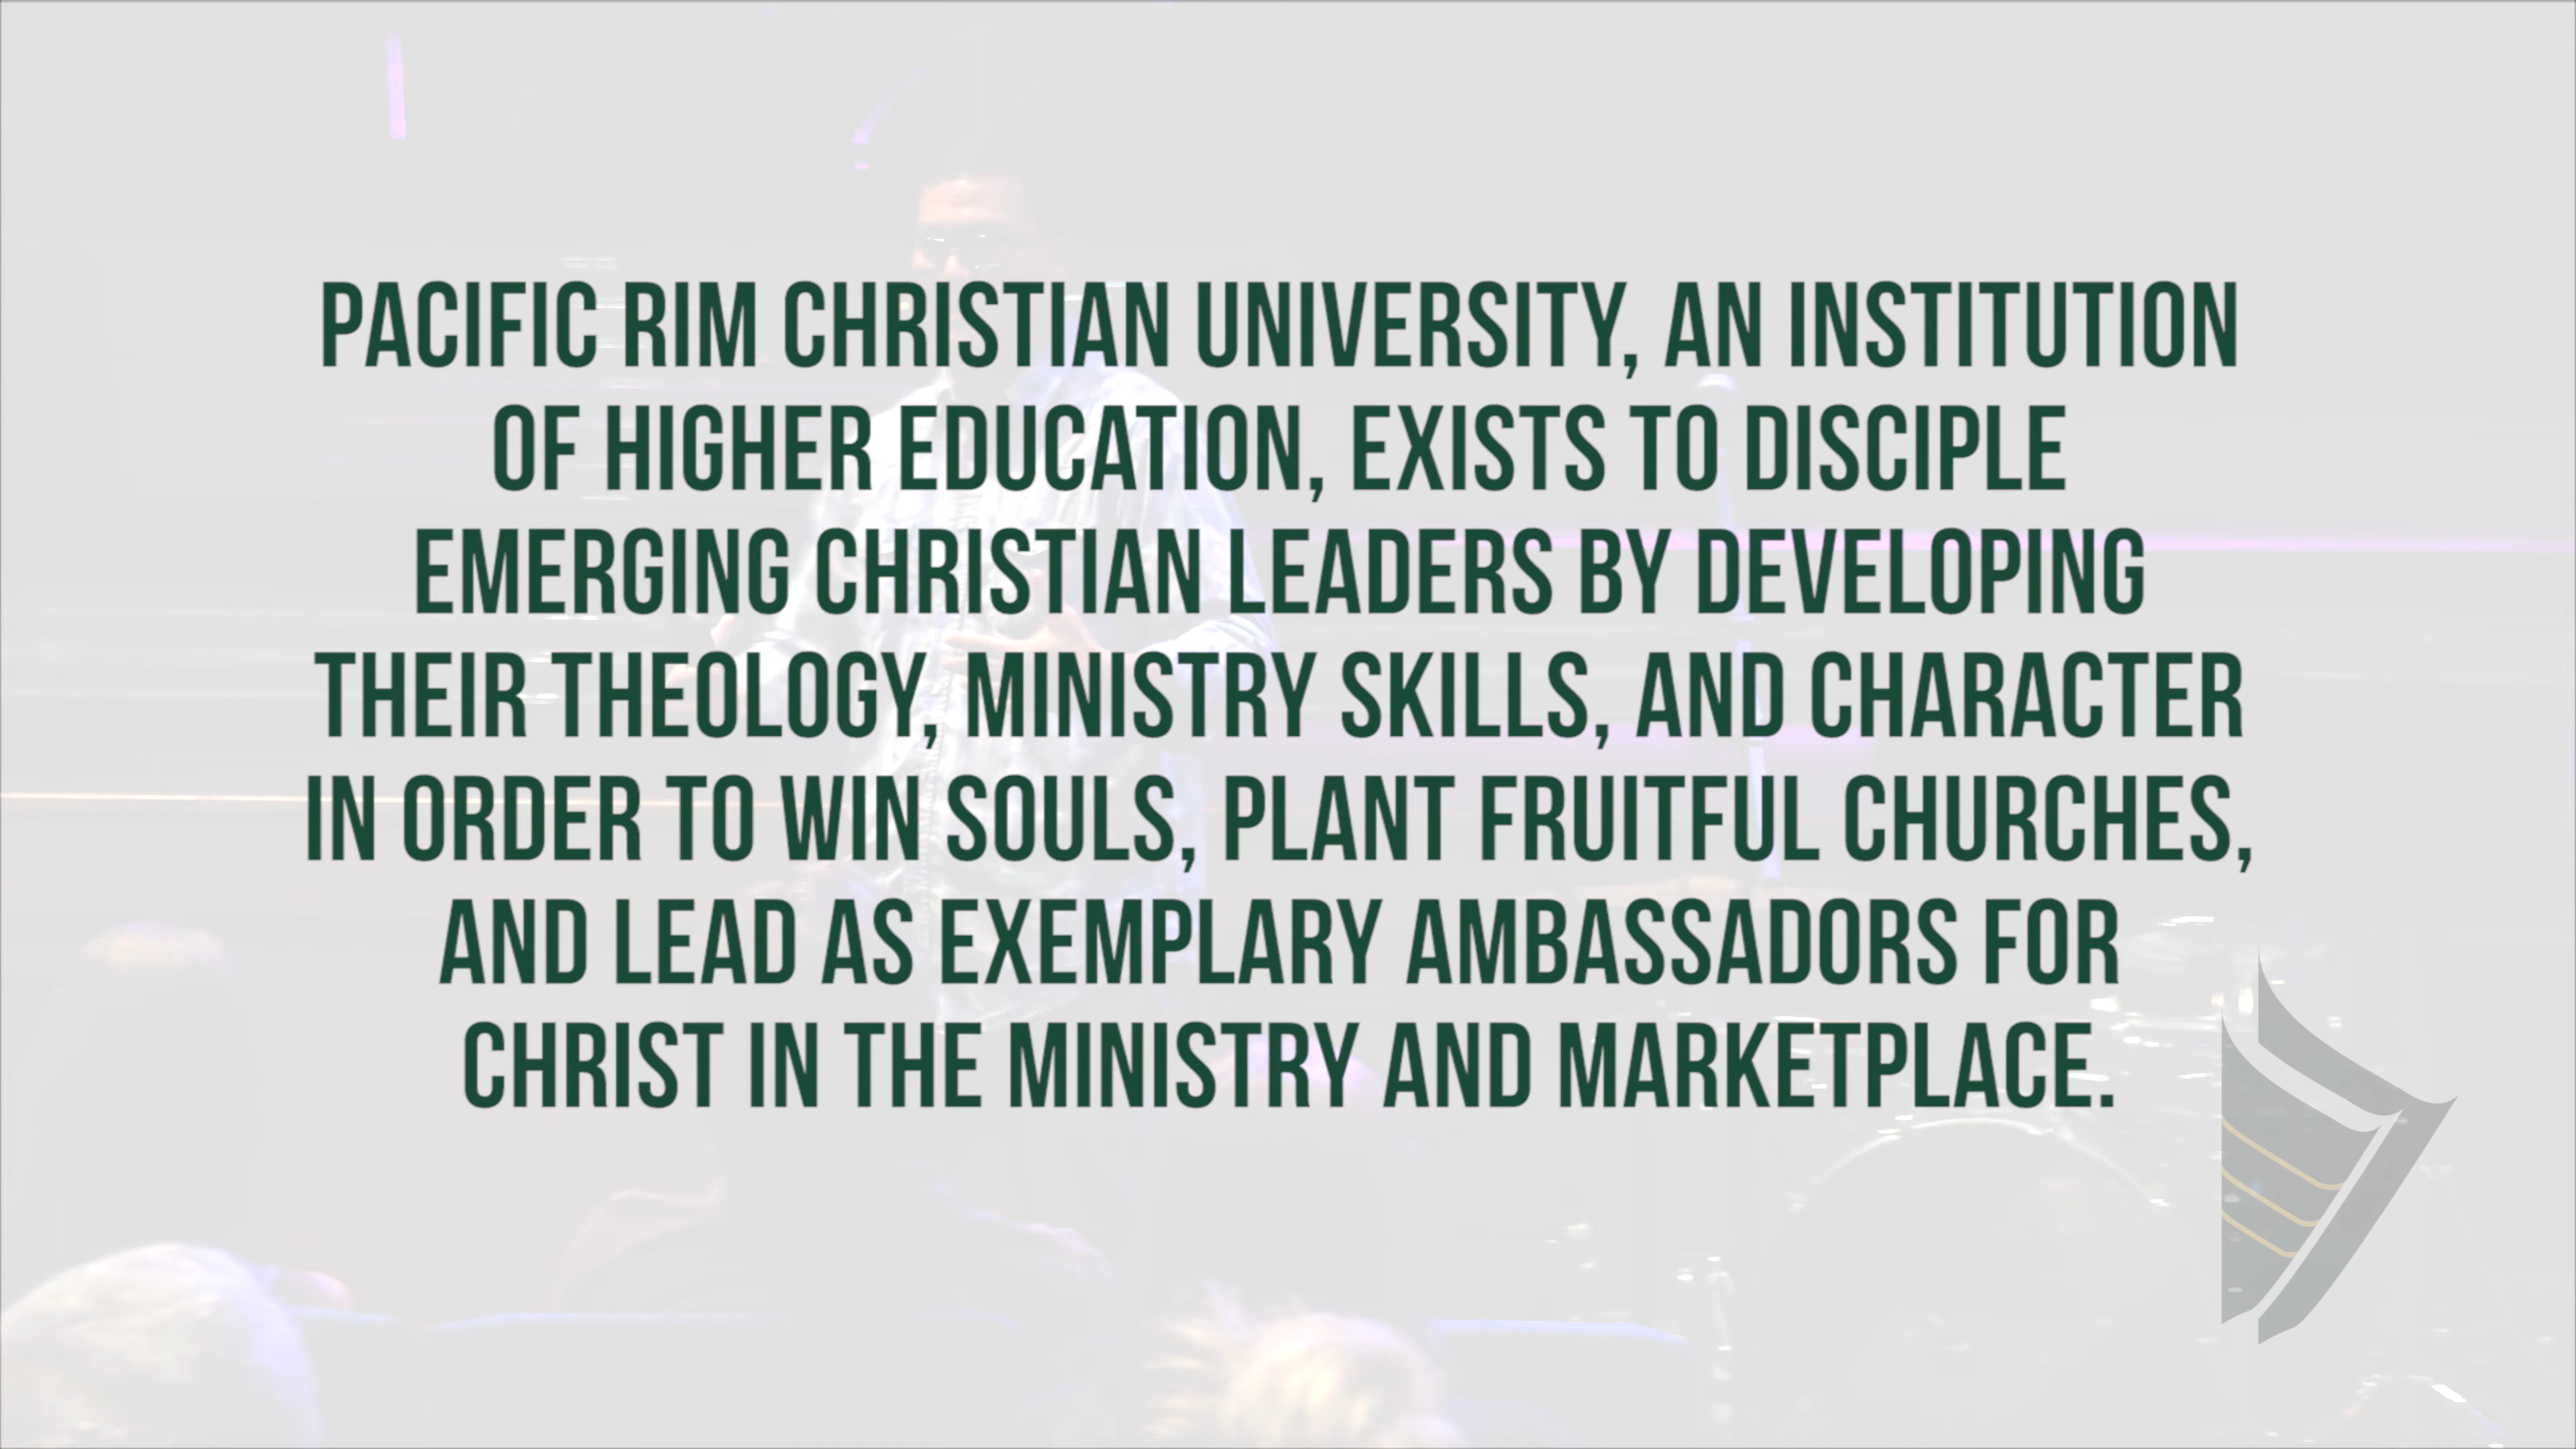 PACIFIC RIM CHRISTIAN UNIVERSITY, AN INSTITUTION
OF HIGHER EDUCATION, EXISTS TO DISCIPLE
EMERGING CHRISTIAN LEADERS BY DEVELOPING
THEIR THEOLOGY, MINISTRY SKILLS, AND CHARACTER
IN ORDER TO WIN SOULS, PLANT FRUITFUL CHURCHES,
AND LEAD AS EXEMPLARY AMBASSADORS FOR
CHRIST IN THE MINISTRY AND MARKETPLACE.